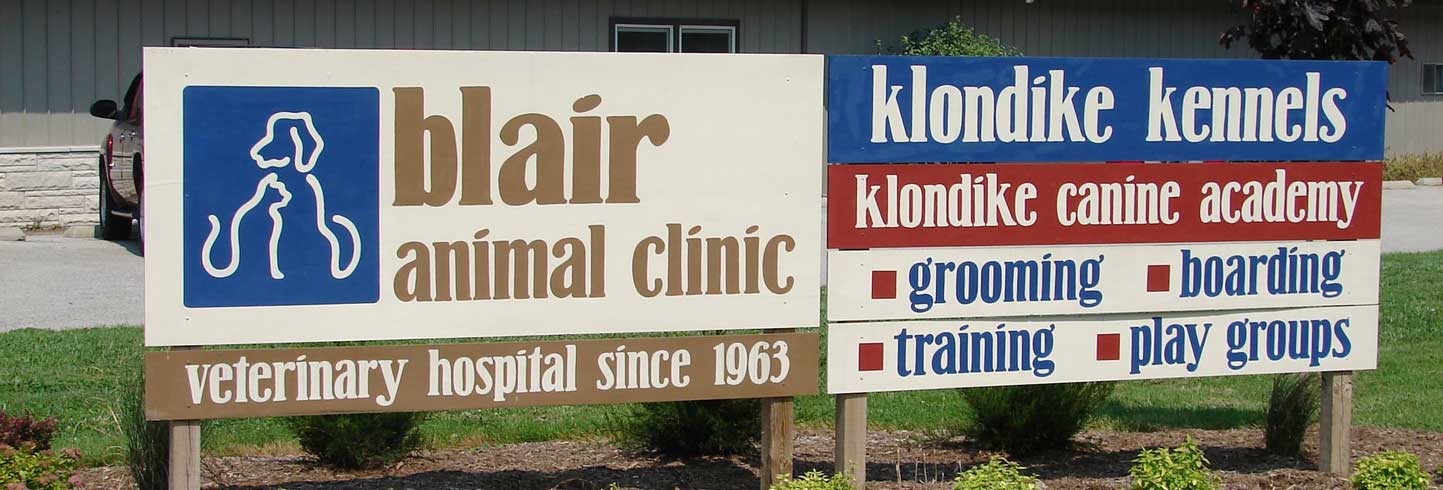 blair
animal clinic
veterinary hospital since 1963
klondike kennels
klondike canine academy
grooming boarding
training play groups